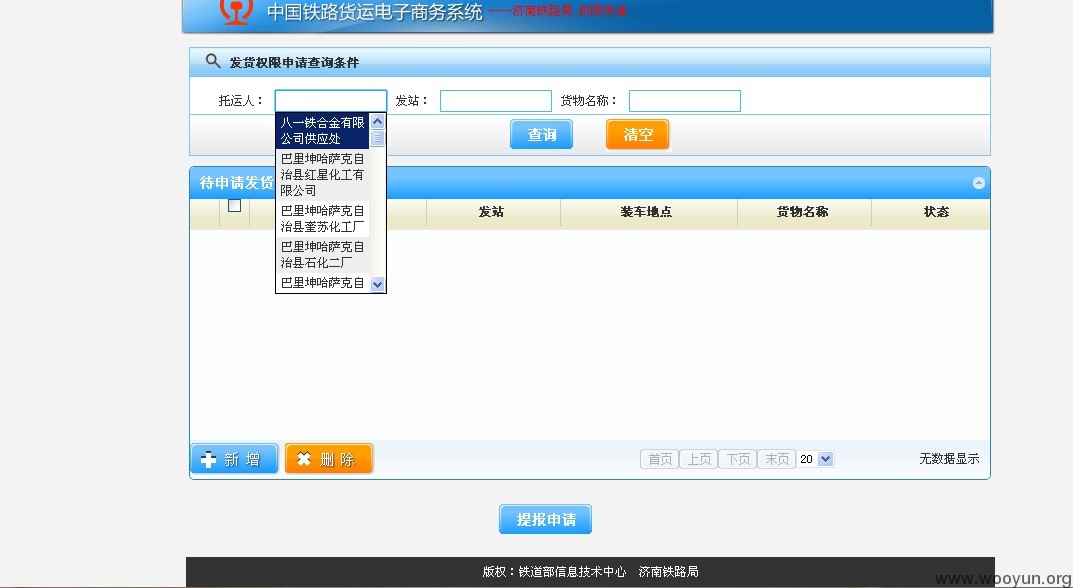 中国铁路货运电子商务系统 ----济南铁路局 权限申请
发货权限申请查询条件
托运人： 发站： 货物名称：
八一铁合金有限
公司供应处
巴里坤哈萨克自
治县红星化工有
限公司
巴里坤哈萨克自
治县奎苏化工厂
巴里坤哈萨克自
治县石化二厂
巴里坤哈萨克自
查询 清空
待申请发货
发站 装车地点 货物名称 状态
新增 删除 首页 上页 下页 末页 20 无数据显示
提报申请
版权：铁道部信息技术中心 济南铁路局
www.wooyun.org